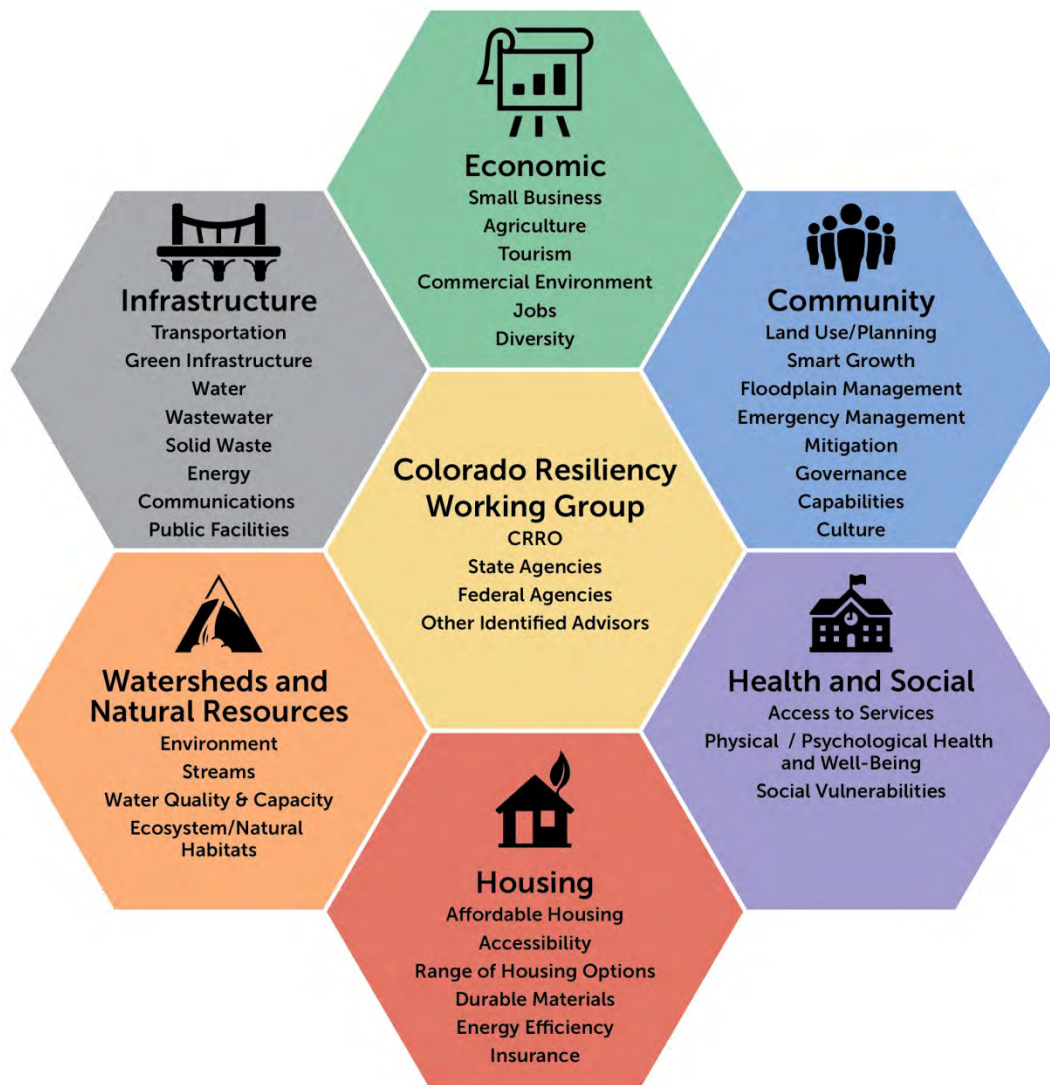 Economic
Small Business
Agriculture
Tourism
Commercial Environment
Jobs
Diversity
Infrastructure
Transportation
Green Infrastructure
Water
Wastewater
Solid Waste
Energy
Communications
Public Facilities
Community
Land Use/Planning
Smart Growth
Floodplain Management
Emergency Management
Mitigation
Governance
Capabilities
Culture
Colorado Resiliency
Working Group
CRRO
State Agencies
Federal Agencies
Other Identified Advisors
Watersheds and
Natural Resources
Environment
Streams
Water Quality & Capacity
Ecosystem/Natural
Habitats
Health and Social
Access to Services
Physical / Psychological Health
and Well-Being
Social Vulnerabilities
Housing
Affordable Housing
Accessibility
Range of Housing Options
Durable Materials
Energy Efficiency
Insurance